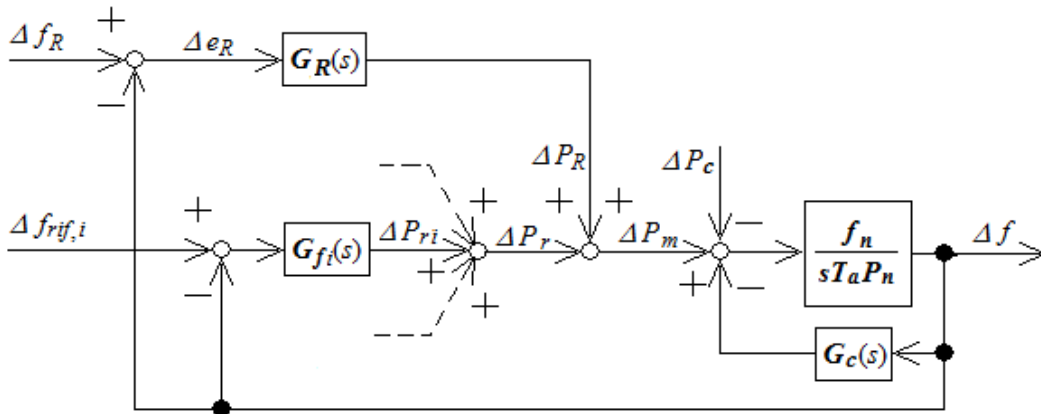 Δf_R
+
Δe_R
G_R(s)
−
ΔP_R
ΔP_c
Δf_rif,i
+
G_fi(s)
ΔP_ri
+
+
+
ΔP_r
+
+
ΔP_m
−
+
−
f_n
sT_aP_n
Δf
−
G_c(s)